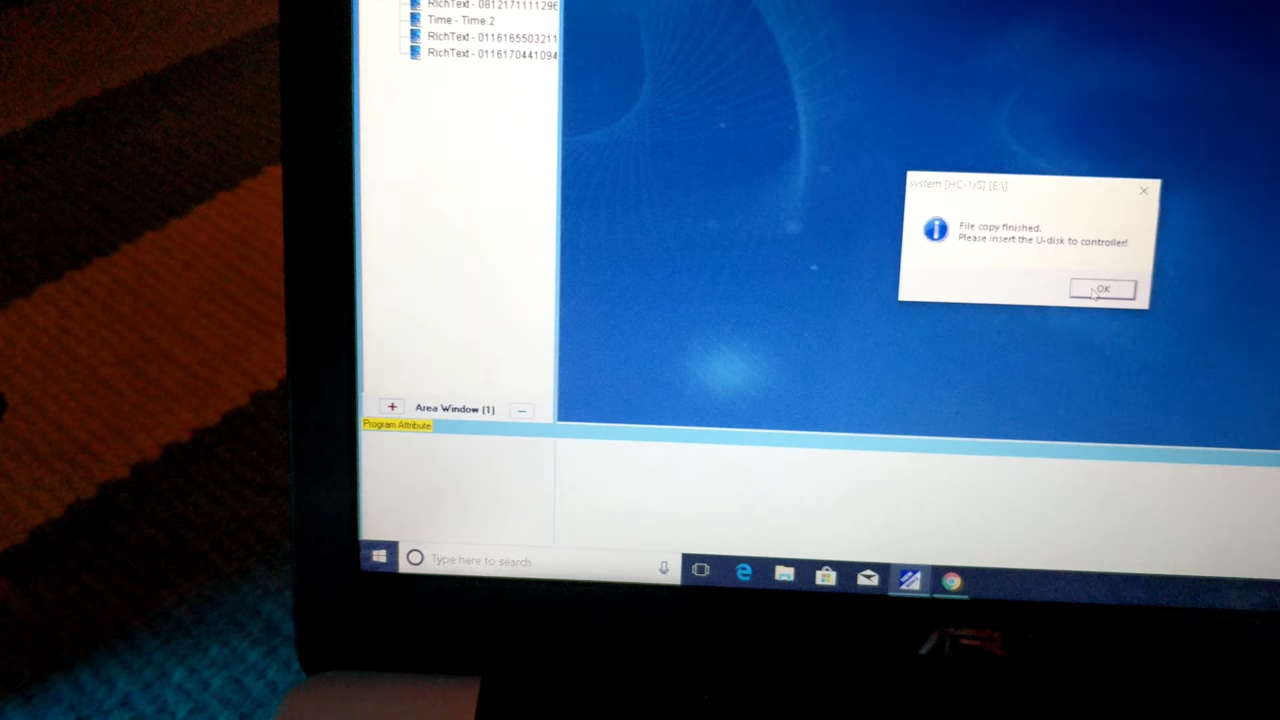 RichText - 081217111129E
Time - Time.2
RichText - 0116165503211
RichText - 0116170441094
system [HC-1/S] [E:\]
File copy finished.
Please insert the U-disk to controller!
OK
+ Area Window [1] −
Program Attribute
Type here to search